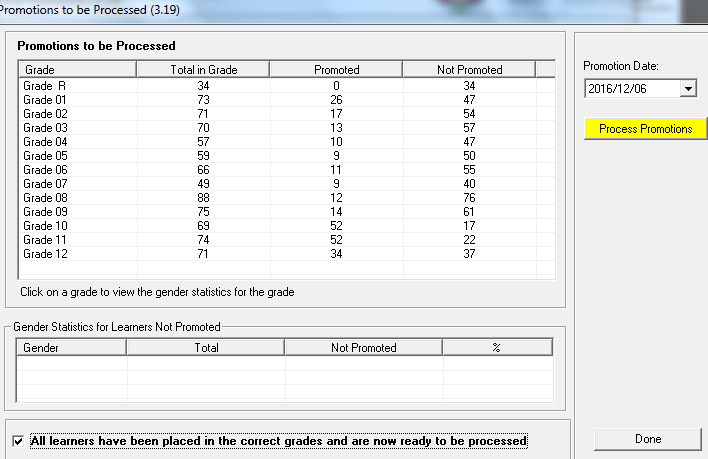 Promotions to be Processed (3.19)
Promotions to be Processed
Grade Total in Grade Promoted Not Promoted
Grade R 34 0 34
Grade 01 73 26 47
Grade 02 71 17 54
Grade 03 70 13 57
Grade 04 57 10 47
Grade 05 59 9 50
Grade 06 66 11 55
Grade 07 49 9 40
Grade 08 88 12 76
Grade 09 75 14 61
Grade 10 69 52 17
Grade 11 74 52 22
Grade 12 71 34 37
Click on a grade to view the gender statistics for the grade
Gender Statistics for Learners Not Promoted
Gender Total Not Promoted %
All learners have been placed in the correct grades and are now ready to be processed
Promotion Date:
2016/12/06
Process Promotions
Done